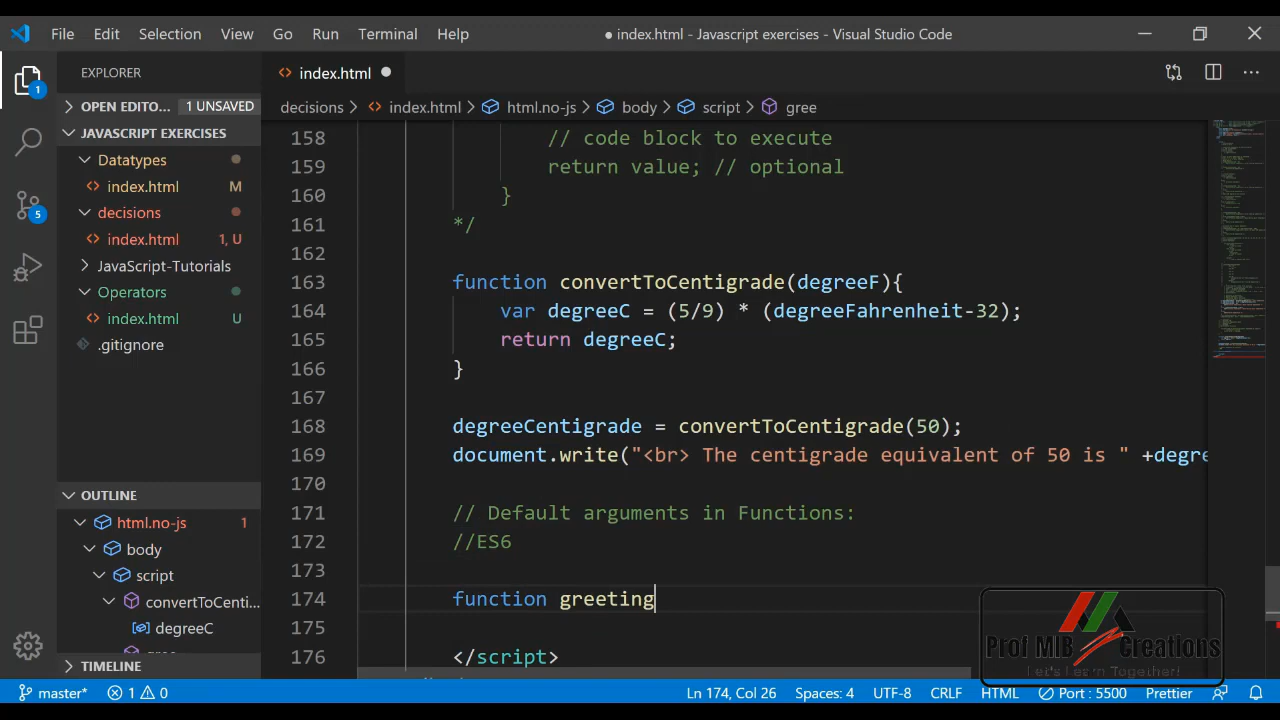 File Edit Selection View Go Run Terminal Help
● index.html - Javascript exercises - Visual Studio Code
EXPLORER
index.html
OPEN EDITO... 1 UNSAVED
decisions > index.html > html.no-js > body > script > gree
JAVASCRIPT EXERCISES
Datatypes
index.html M
decisions
index.html 1, U
JavaScript-Tutorials
Operators
index.html U
.gitignore
1
5
158 // code block to execute
159 return value; // optional
160 }
161 */
162
163 function convertToCentigrade(degreeF){
164 var degreeC = (5/9) * (degreeFahrenheit-32);
165 return degreeC;
166 }
167
168 degreeCentigrade = convertToCentigrade(50);
169 document.write("<br> The centigrade equivalent of 50 is " +degre
170
171 // Default arguments in Functions:
172 //ES6
173
174 function greeting
175
176 </script>
OUTLINE
html.no-js 1
body
script
convertToCenti...
degreeC
TIMELINE
Prof MIB Creations
Let's Learn Together!
master* 1 0 Ln 174, Col 26 Spaces: 4 UTF-8 CRLF HTML Port : 5500 Prettier